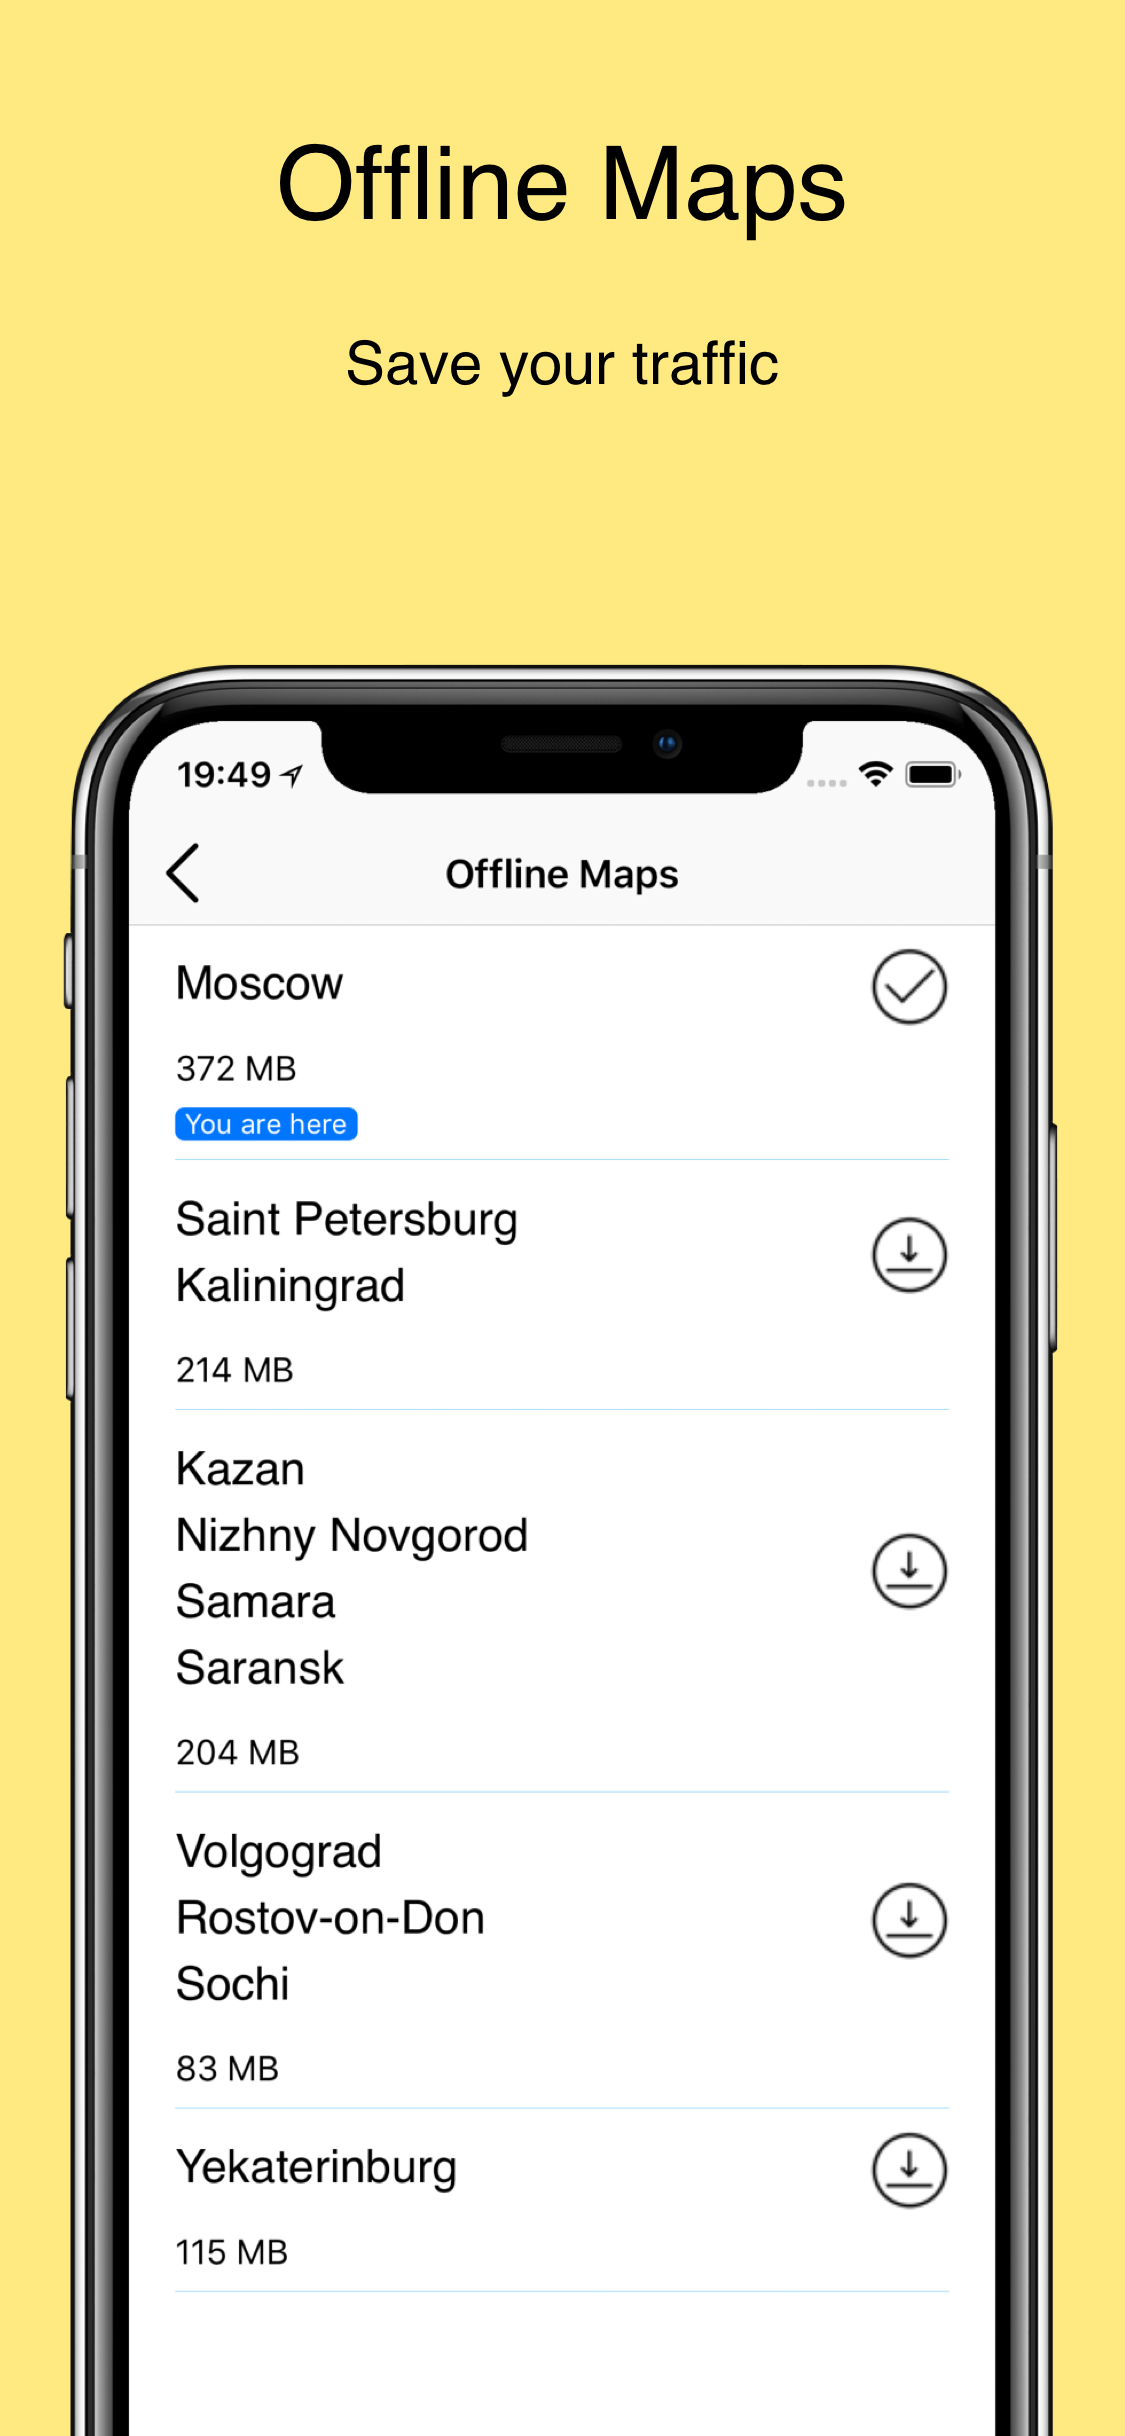 Offline Maps
Save your traffic
19:49
Offline Maps
Moscow
372 MB
You are here
Saint Petersburg
Kaliningrad
214 MB
Kazan
Nizhny Novgorod
Samara
Saransk
204 MB
Volgograd
Rostov-on-Don
Sochi
83 MB
Yekaterinburg
115 MB